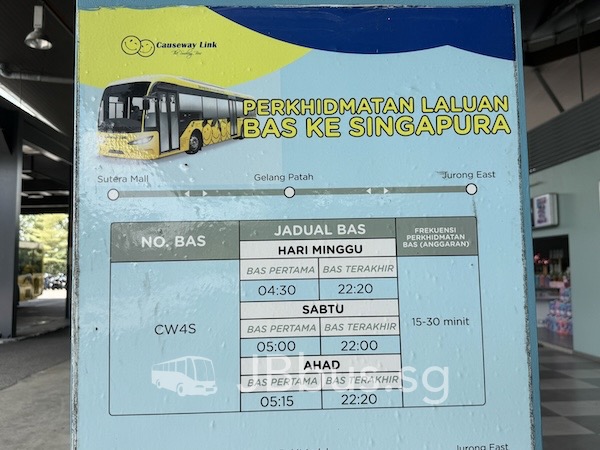 Causeway Link
PERKHIDMATAN LALUAN
BAS KE SINGAPURA
Sutera Mall
Gelang Patah
Jurong East
NO. BAS
JADUAL BAS
FREKUENSI
PERKHIDMATAN
BAS (ANGGARAN)
HARI MINGGU
BAS PERTAMA
BAS TERAKHIR
04:30
22:20
CW4S
SABTU
BAS PERTAMA
BAS TERAKHIR
15-30 minit
05:00
22:00
AHAD
BAS PERTAMA
BAS TERAKHIR
05:15
22:20
JBbus.sg
Jurong East